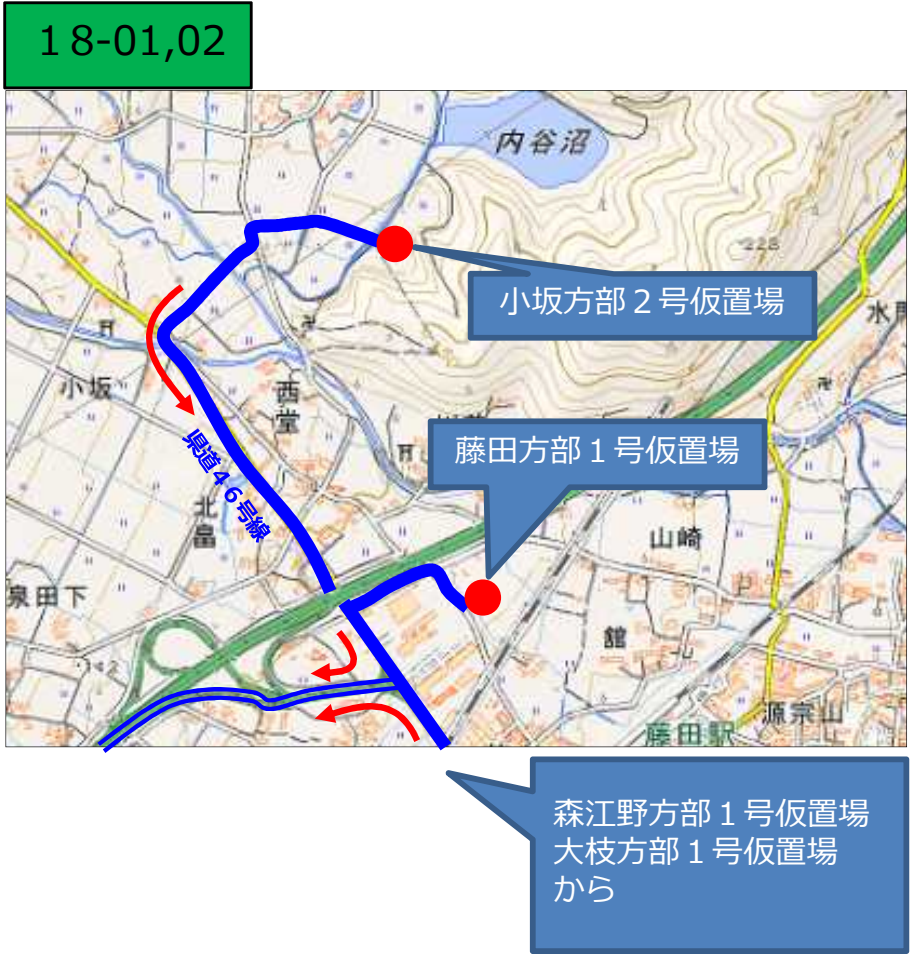 １８-01,02
内谷沼
223
小坂方部２号仮置場
水
小坂
西堂
藤田方部１号仮置場
県道４６号線
北畠
山崎
泉田下
館
142
源宗山
藤田駅
森江野方部１号仮置場
大枝方部１号仮置場
から